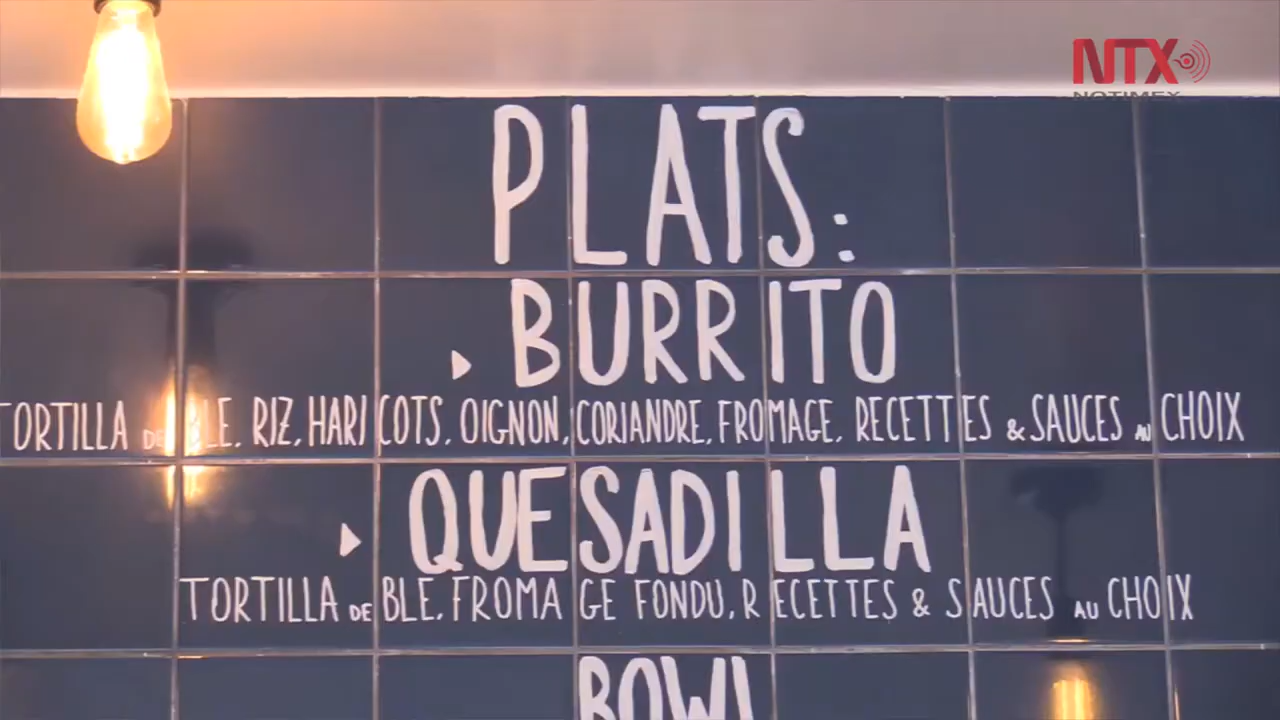 NTX
NOTIMEX
PLATS:
BURRITO
TORTILLA DE BLE, RIZ, HARICOTS, OIGNON, CORIANDRE, FROMAGE, RECETTES & SAUCES AU CHOIX
QUESADILLA
TORTILLA DE BLE, FROMAGE FONDU, RECETTES & SAUCES AU CHOIX
BOWL